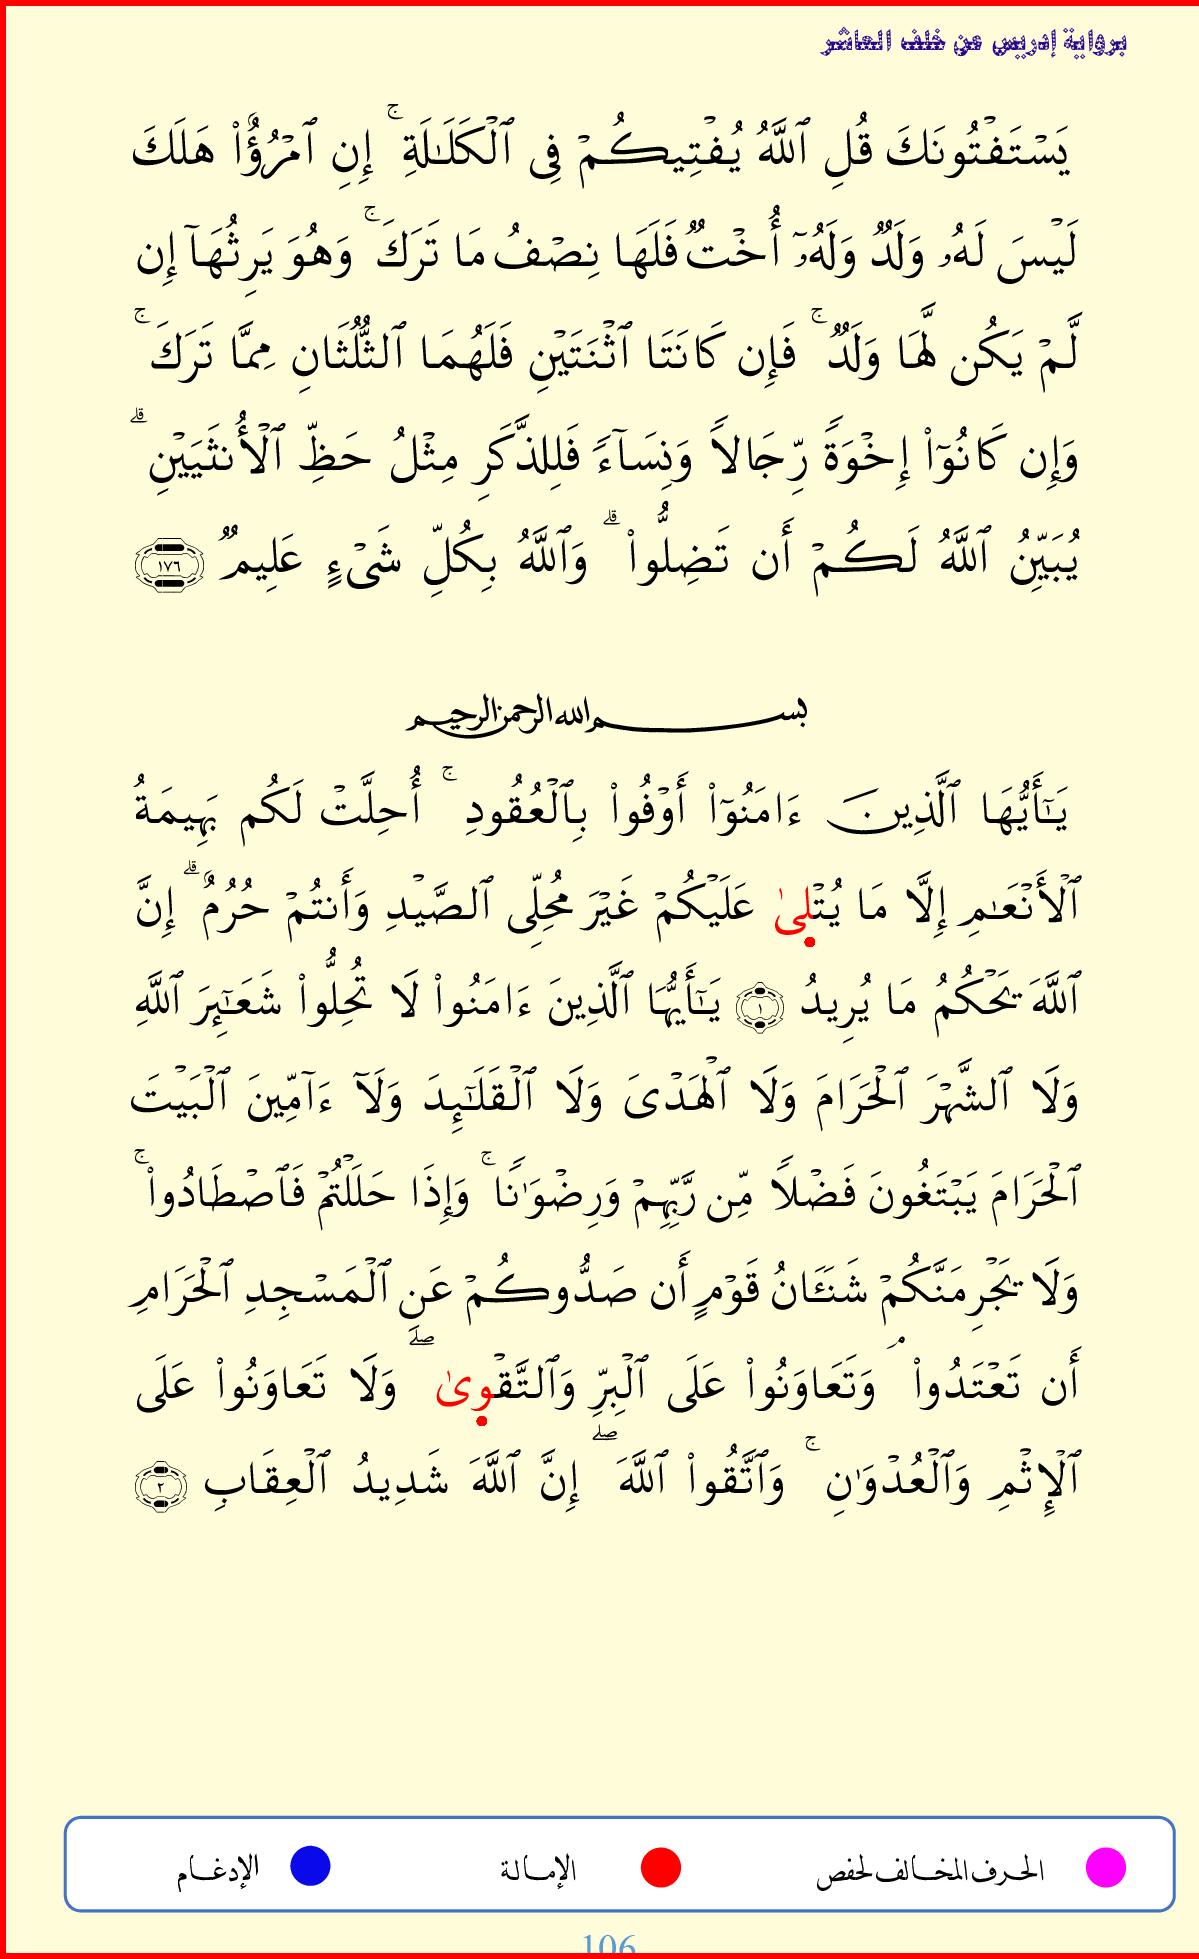 برواية إدريس عن خلف العاشر
يَسۡتَفۡتُونَكَ قُلِ ٱللَّهُ يُفۡتِيكُمۡ فِي ٱلۡكَلَٰلَةِۚ إِنِ ٱمۡرُؤٌاْ هَلَكَ
لَيۡسَ لَهُۥ وَلَدٞ وَلَهُۥٓ أُخۡتٞ فَلَهَا نِصۡفُ مَا تَرَكَۚ وَهُوَ يَرِثُهَآ إِن
لَّمۡ يَكُن لَّهَا وَلَدٞۚ فَإِن كَانَتَا ٱثۡنَتَيۡنِ فَلَهُمَا ٱلثُّلُثَانِ مِمَّا تَرَكَۚ
وَإِن كَانُوٓاْ إِخۡوَةٗ رِّجَالٗا وَنِسَآءٗ فَلِلذَّكَرِ مِثۡلُ حَظِّ ٱلۡأُنثَيَيۡنِۗ
يُبَيِّنُ ٱللَّهُ لَكُمۡ أَن تَضِلُّواْۗ وَٱللَّهُ بِكُلِّ شَيۡءٍ عَلِيمٞ ١٧٦
بسم الله الرحمن الرحيم
يَٰٓأَيُّهَا ٱلَّذِينَ ءَامَنُوٓاْ أَوۡفُواْ بِٱلۡعُقُودِۚ أُحِلَّتۡ لَكُم بَهِيمَةُ
ٱلۡأَنۡعَٰمِ إِلَّا مَا يُتۡلِىٰ عَلَيۡكُمۡ غَيۡرَ مُحِلِّي ٱلصَّيۡدِ وَأَنتُمۡ حُرُمٌۗ إِنَّ
ٱللَّهَ يَحۡكُمُ مَا يُرِيدُ ١ يَٰٓأَيُّهَا ٱلَّذِينَ ءَامَنُواْ لَا تُحِلُّواْ شَعَٰٓئِرَ ٱللَّهِ
وَلَا ٱلشَّهۡرَ ٱلۡحَرَامَ وَلَا ٱلۡهَدۡيَ وَلَا ٱلۡقَلَٰٓئِدَ وَلَآ ءَآمِّينَ ٱلۡبَيۡتَ
ٱلۡحَرَامَ يَبۡتَغُونَ فَضۡلٗا مِّن رَّبِّهِمۡ وَرِضۡوَٰنٗاۚ وَإِذَا حَلَلۡتُمۡ فَٱصۡطَادُواْۚ
وَلَا يَجۡرِمَنَّكُمۡ شَنَـَٔانُ قَوۡمٍ أَن صَدُّوكُمۡ عَنِ ٱلۡمَسۡجِدِ ٱلۡحَرَامِ
أَن تَعۡتَدُواْۘ وَتَعَاوَنُواْ عَلَى ٱلۡبِرِّ وَٱلتَّقۡوِىٰۖ وَلَا تَعَاوَنُواْ عَلَى
ٱلۡإِثۡمِ وَٱلۡعُدۡوَٰنِۚ وَٱتَّقُواْ ٱللَّهَۖ إِنَّ ٱللَّهَ شَدِيدُ ٱلۡعِقَابِ ٢
الحرف المخالف لحفص الإمالة الإدغام
106